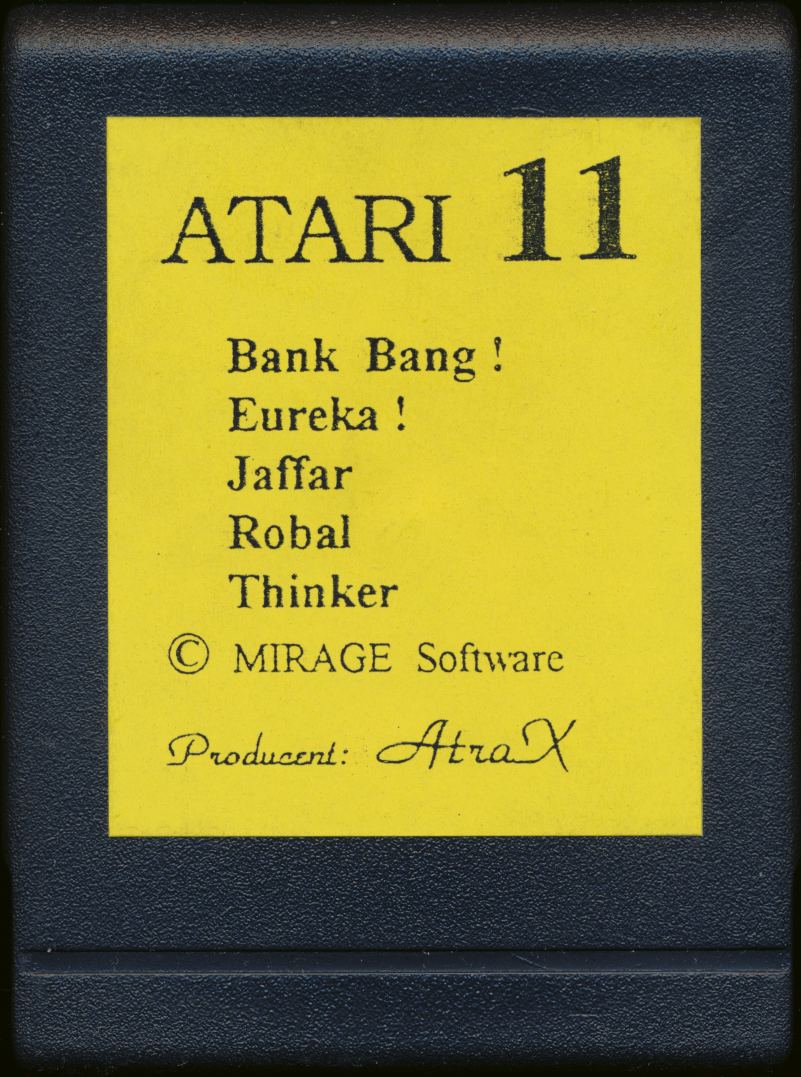 ATARI 11
Bank Bang !
Eureka !
Jaffar
Robal
Thinker
© MIRAGE Software
Producent: AtraX